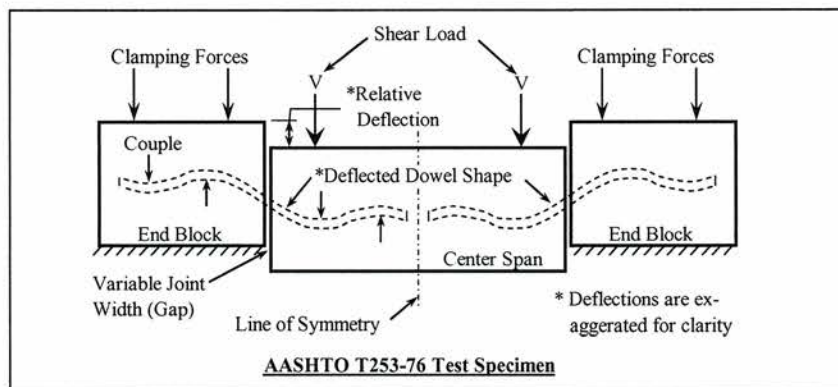 Shear Load
Clamping Forces
Clamping Forces
V
V
*Relative
Deflection
Couple
*Deflected Dowel Shape
End Block
Center Span
End Block
Variable Joint
Width (Gap)
Line of Symmetry
* Deflections are ex-
aggerated for clarity
AASHTO T253-76 Test Specimen